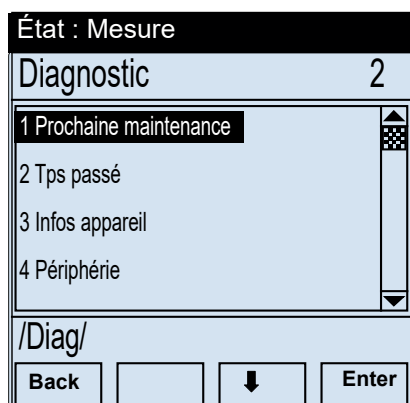 État : Mesure
Diagnostic 2
1 Prochaine maintenance
2 Tps passé
3 Infos appareil
4 Périphérie
/Diag/
Back Enter